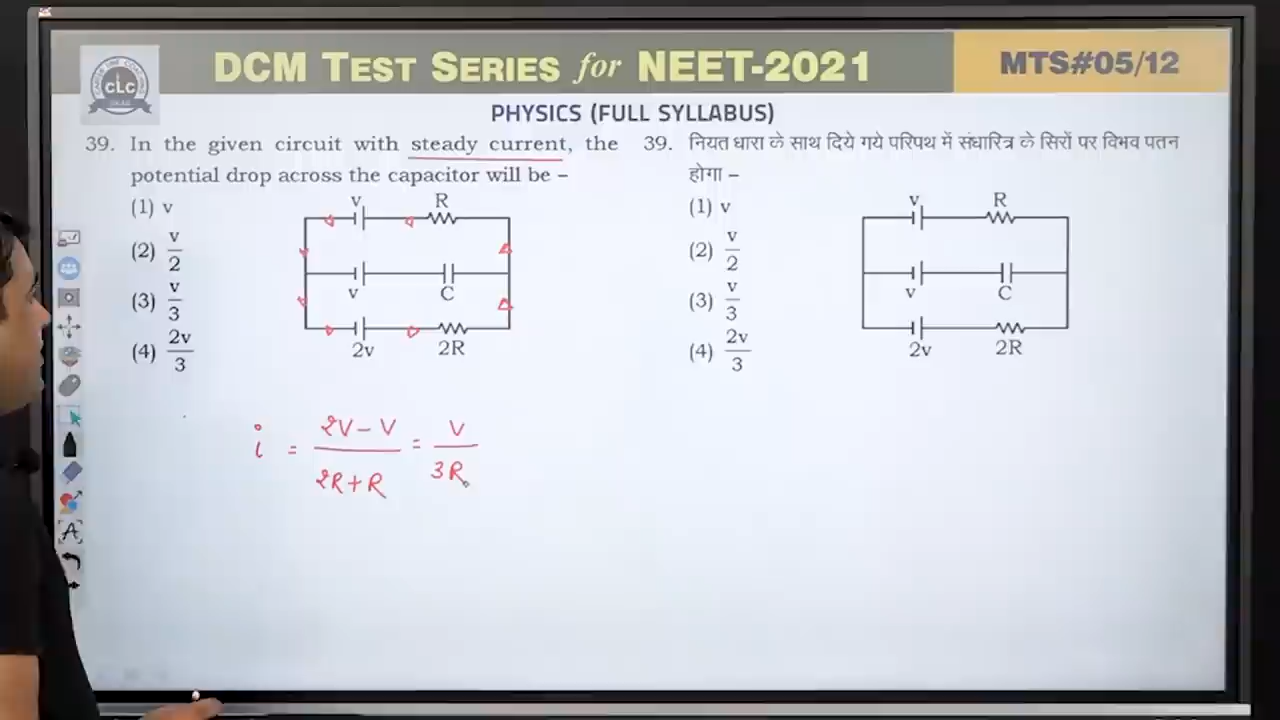 CLC
DCM TEST SERIES for NEET-2021
MTS#05/12
PHYSICS (FULL SYLLABUS)
39. In the given circuit with steady current, the
potential drop across the capacitor will be –
(1) v
(2) v/2
(3) v/3
(4) 2v/3
v R
v C
2v 2R
39. नियत धारा के साथ दिये गये परिपथ में संधारित्र के सिरों पर विभव पतन
होगा –
(1) v
(2) v/2
(3) v/3
(4) 2v/3
v R
v C
2v 2R
i = 2V – V / 2R + R = V / 3R
A